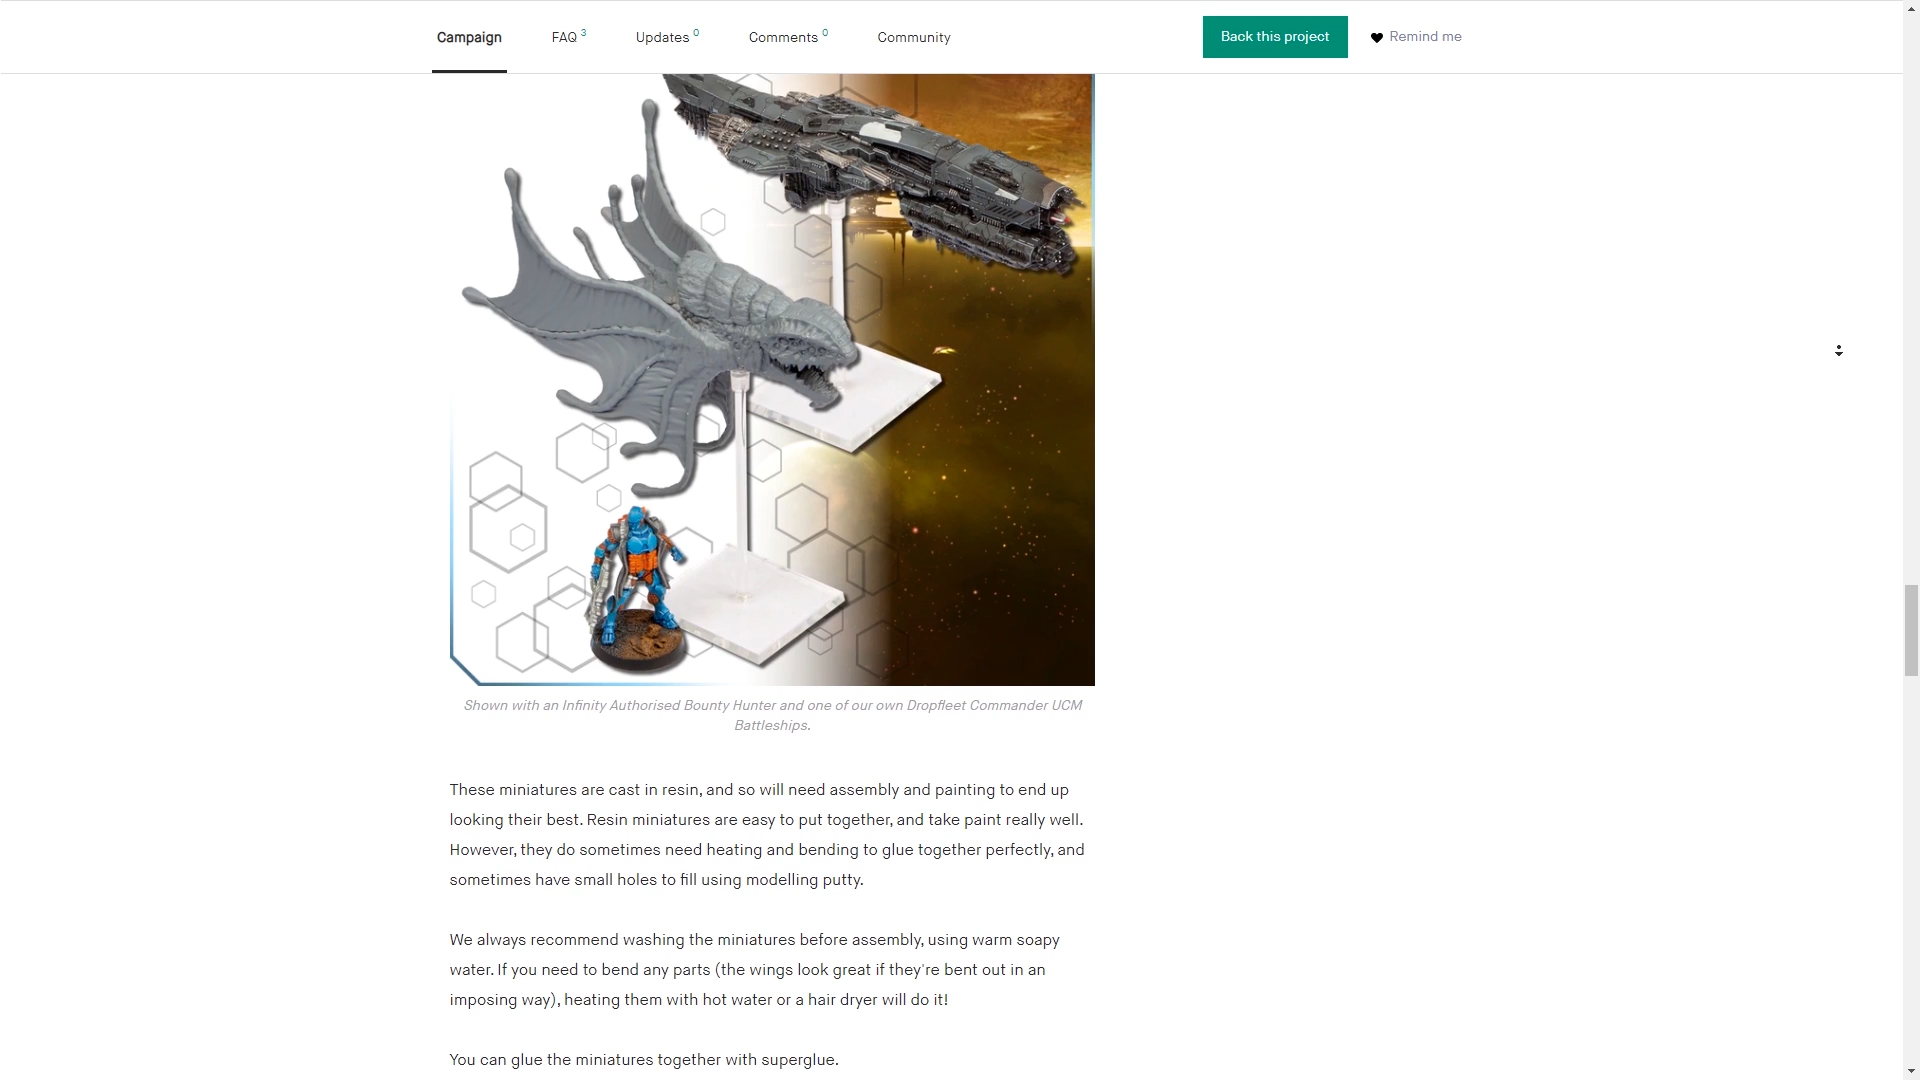 Campaign FAQ 3 Updates 0 Comments 0 Community Back this project Remind me
Shown with an Infinity Authorised Bounty Hunter and one of our own Dropfleet Commander UCM
Battleships.
These miniatures are cast in resin, and so will need assembly and painting to end up
looking their best. Resin miniatures are easy to put together, and take paint really well.
However, they do sometimes need heating and bending to glue together perfectly, and
sometimes have small holes to fill using modelling putty.
We always recommend washing the miniatures before assembly, using warm soapy
water. If you need to bend any parts (the wings look great if they're bent out in an
imposing way), heating them with hot water or a hair dryer will do it!
You can glue the miniatures together with superglue.